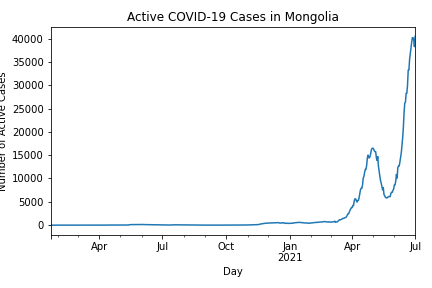 Active COVID-19 Cases in Mongolia
40000
35000
30000
25000
20000
15000
10000
5000
0
Number of Active Cases
Apr
Jul
Oct
Jan
2021
Apr
Jul
Day